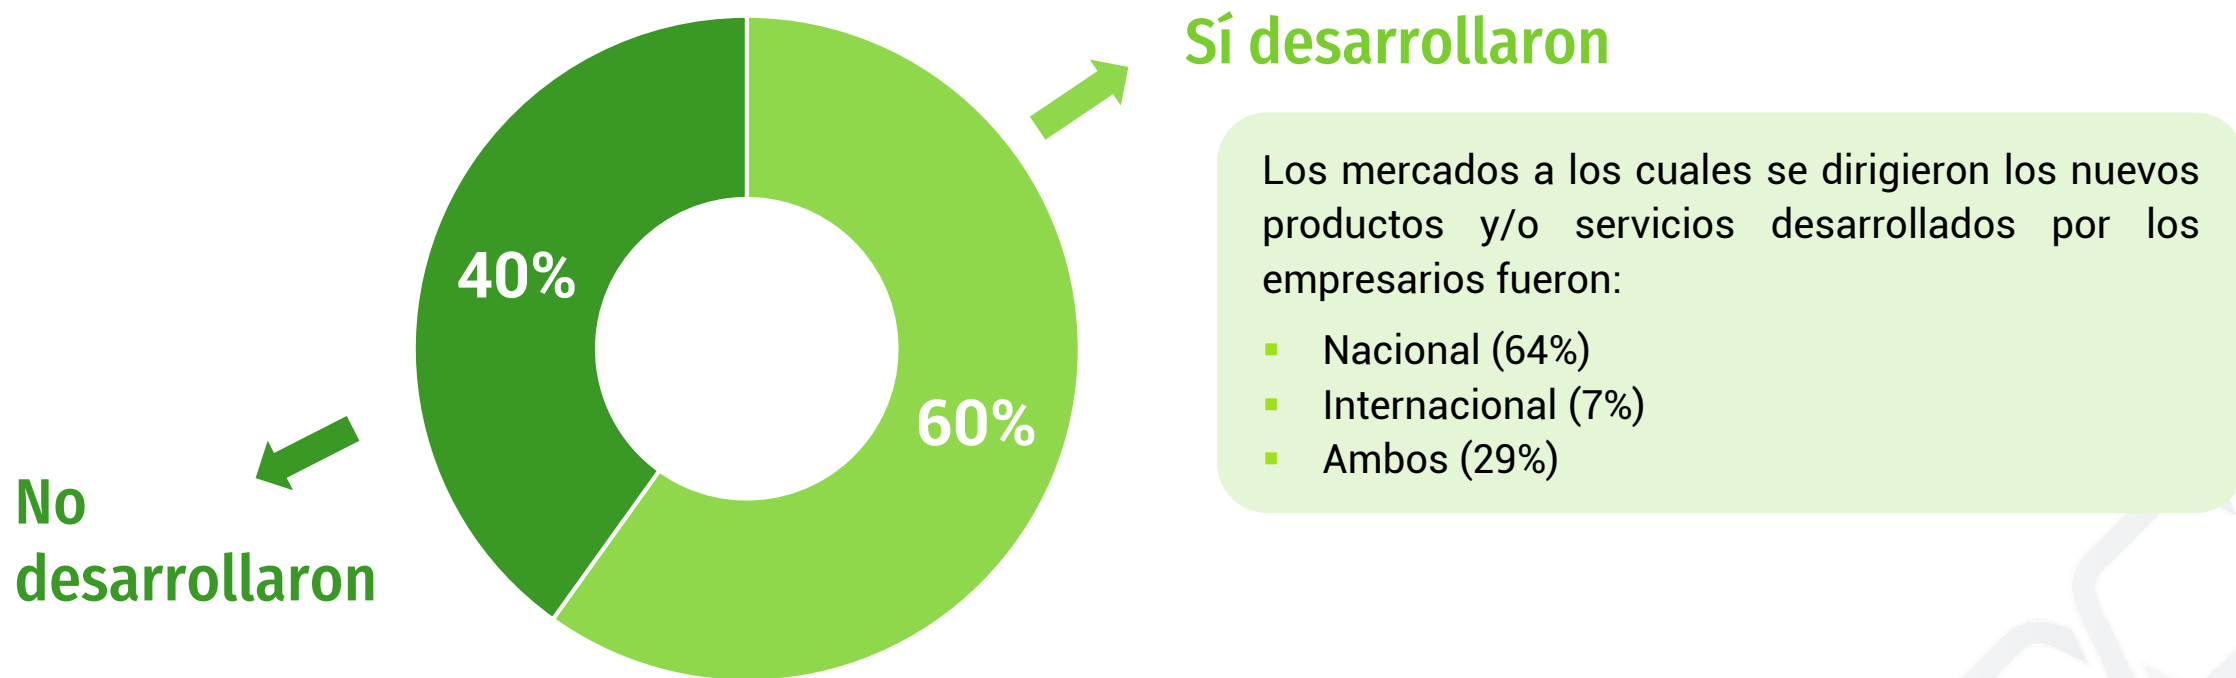 Sí desarrollaron
40%
60%
No
desarrollaron
Los mercados a los cuales se dirigieron los nuevos
productos y/o servicios desarrollados por los
empresarios fueron:
▪ Nacional (64%)
▪ Internacional (7%)
▪ Ambos (29%)